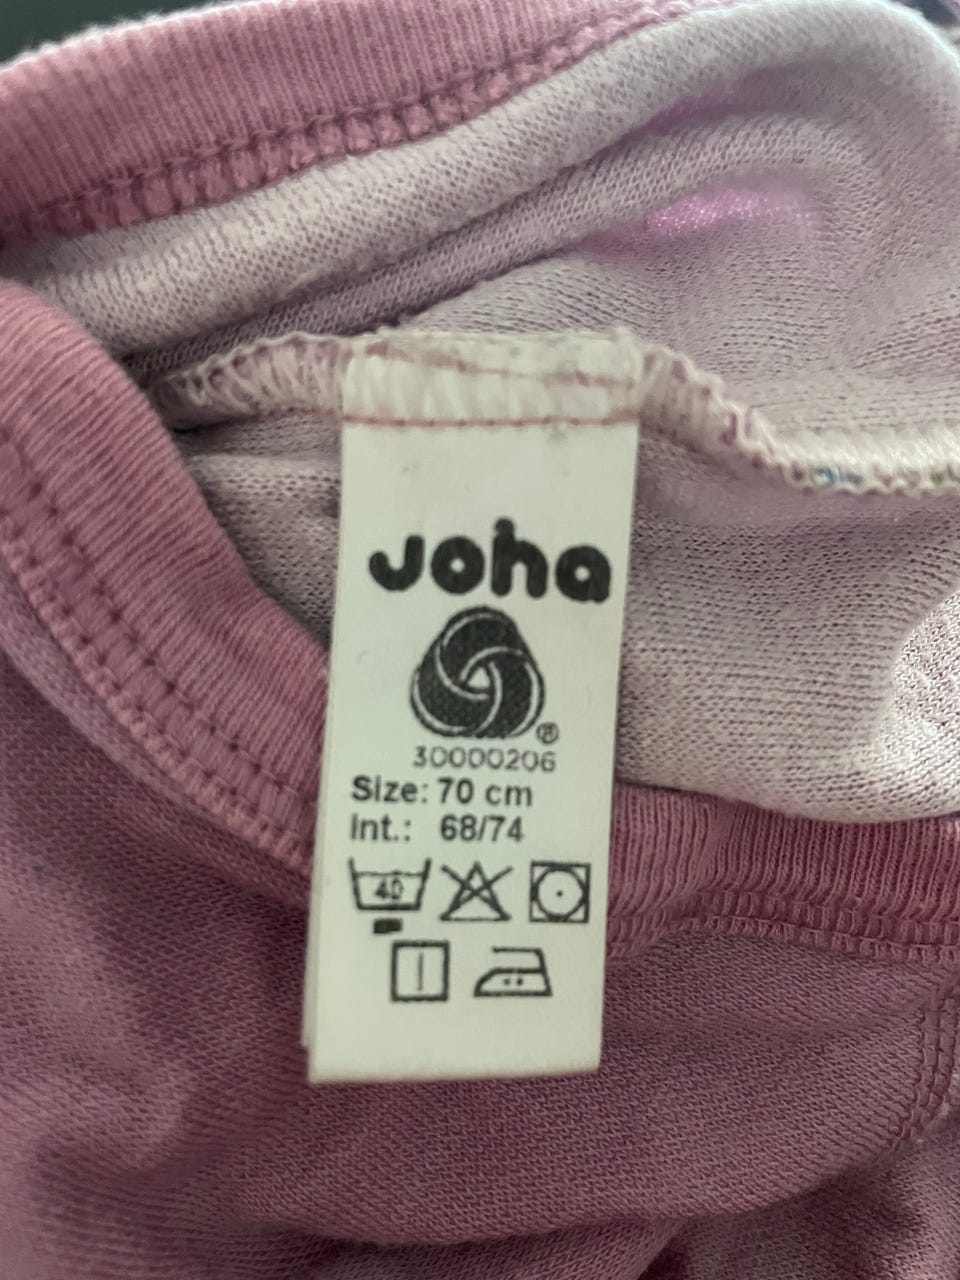 Joha
®
30000206
Size: 70 cm
Int.: 68/74
40